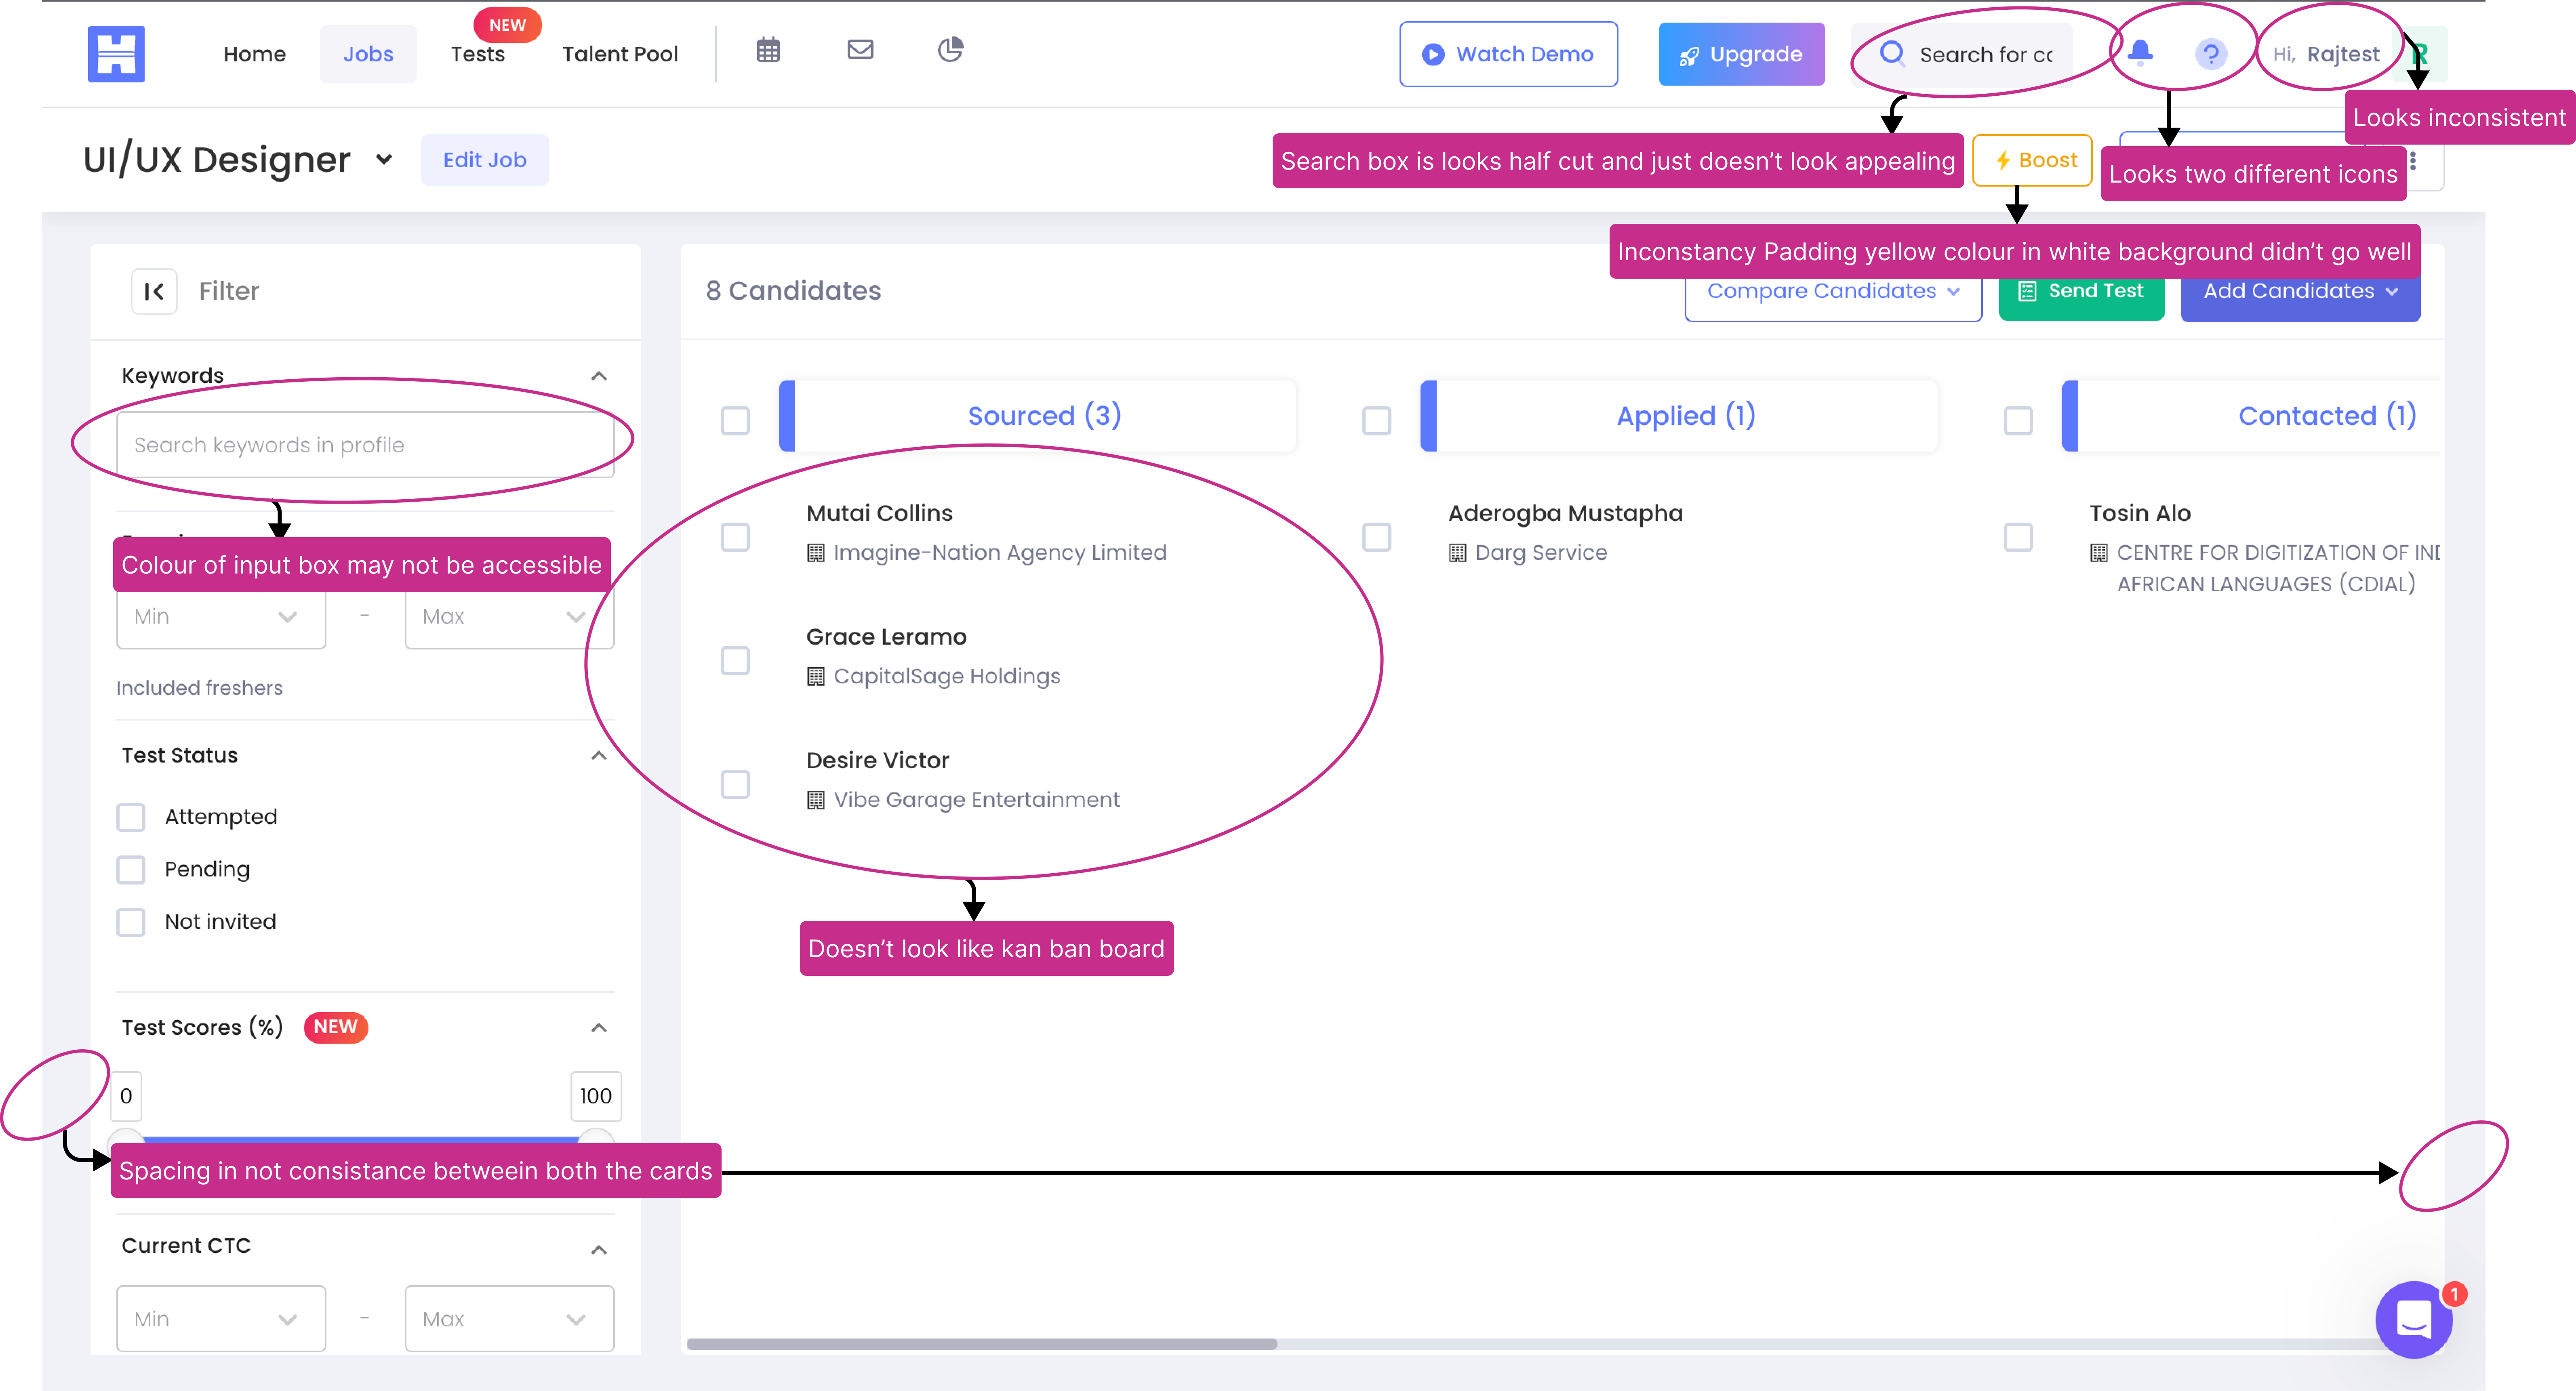 NEW
Home
Jobs
Tests
Talent Pool
Watch Demo
Upgrade
Search for
?
Hi, Rajtest
R
Looks inconsistent
UI/UX Designer
Edit Job
Search box is looks half cut and just doesn’t look appealing
Boost
Looks two different icons
Inconstancy Padding yellow colour in white background didn’t go well
Filter
8 Candidates
Compare Candidates
Send Test
Add Candidates
Keywords
Search keywords in profile
Colour of input box may not be accessible
Min
-
Max
Included freshers
Test Status
Attempted
Pending
Not invited
Test Scores (%)
NEW
0
100
Spacing in not consistance betweein both the cards
Current CTC
Min
-
Max
Sourced (3)
Mutai Collins
Imagine-Nation Agency Limited
Grace Leramo
CapitalSage Holdings
Desire Victor
Vibe Garage Entertainment
Doesn’t look like kan ban board
Applied (1)
Aderogba Mustapha
Darg Service
Contacted (1)
Tosin Alo
CENTRE FOR DIGITIZATION OF
AFRICAN LANGUAGES (CDIAL)
1